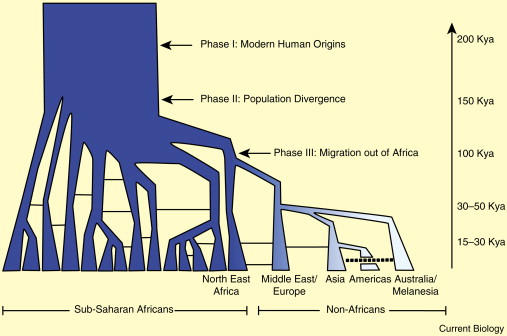 200 Kya
Phase I: Modern Human Origins
Phase II: Population Divergence
150 Kya
Phase III: Migration out of Africa
100 Kya
30–50 Kya
15–30 Kya
North East
Africa
Middle East/
Europe
Asia
Americas
Australia/
Melanesia
Sub-Saharan Africans
Non-Africans
Current Biology